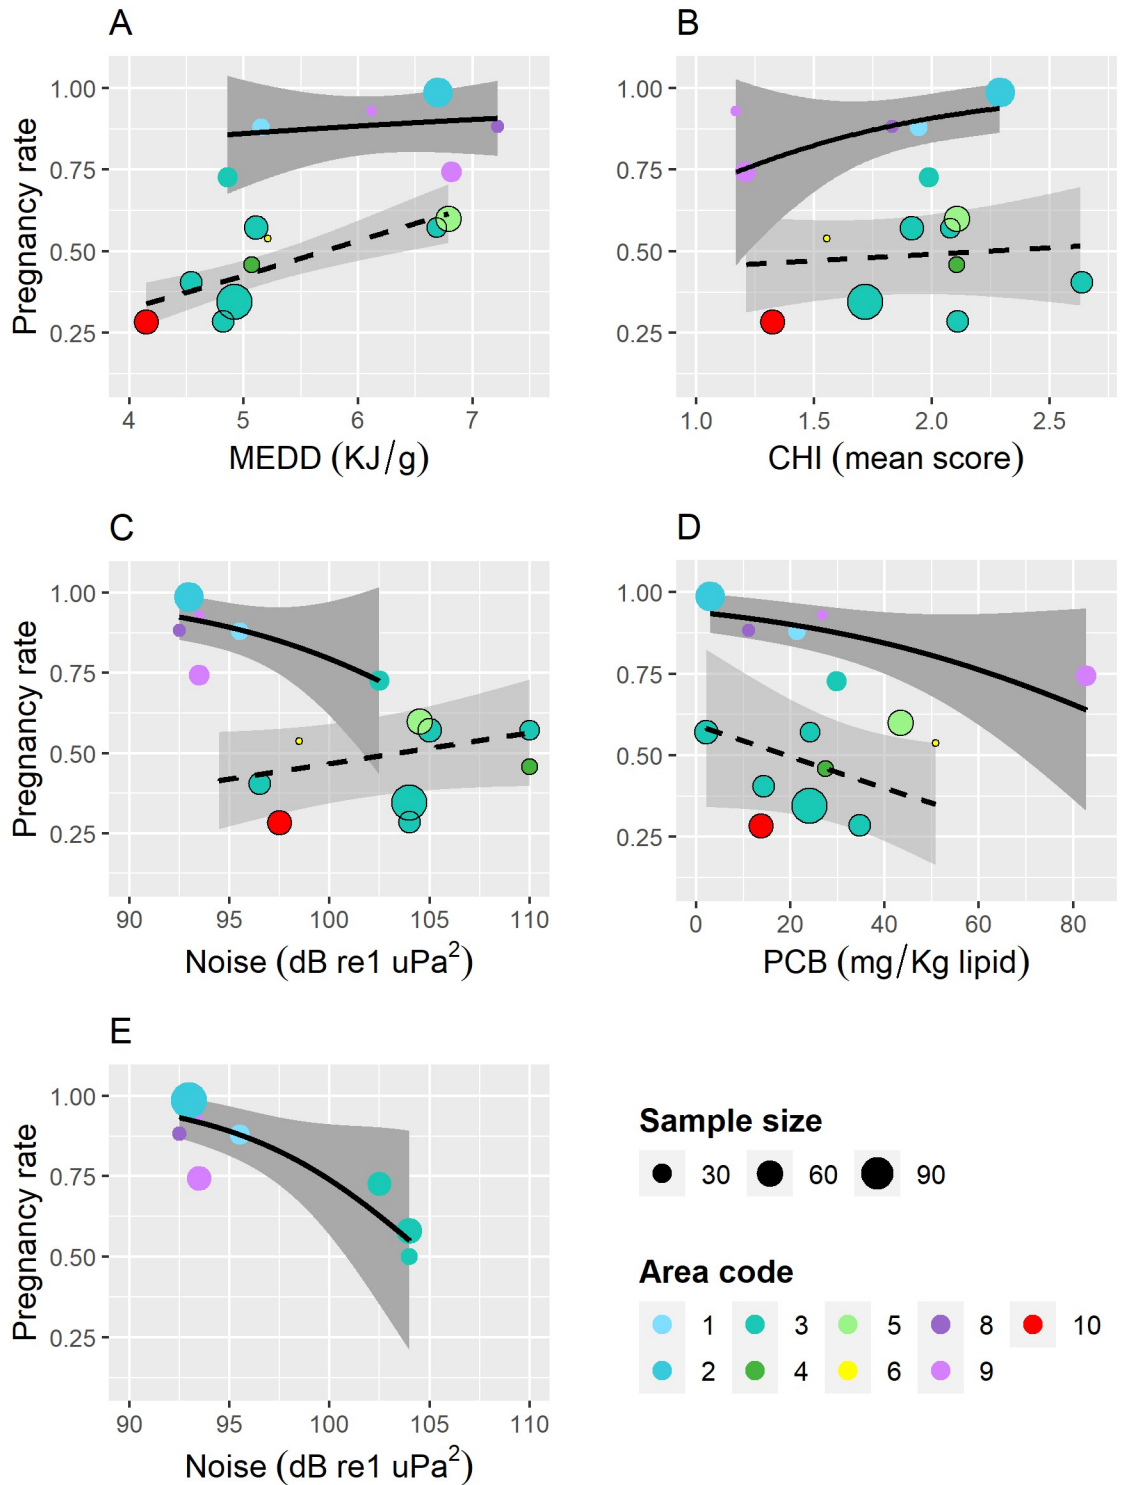 A
Pregnancy rate
1.00
0.75
0.50
0.25
4 5 6 7
MEDD (KJ/g)
B
Pregnancy rate
1.00
0.75
0.50
0.25
1.0 1.5 2.0 2.5
CHI (mean score)
C
Pregnancy rate
1.00
0.75
0.50
0.25
90 95 100 105 110
Noise (dB re1 uPa²)
D
Pregnancy rate
1.00
0.75
0.50
0.25
0 20 40 60 80
PCB (mg/Kg lipid)
E
Pregnancy rate
1.00
0.75
0.50
0.25
90 95 100 105 110
Noise (dB re1 uPa²)
Sample size
30 60 90
Area code
1 3 5 8 10
2 4 6 9